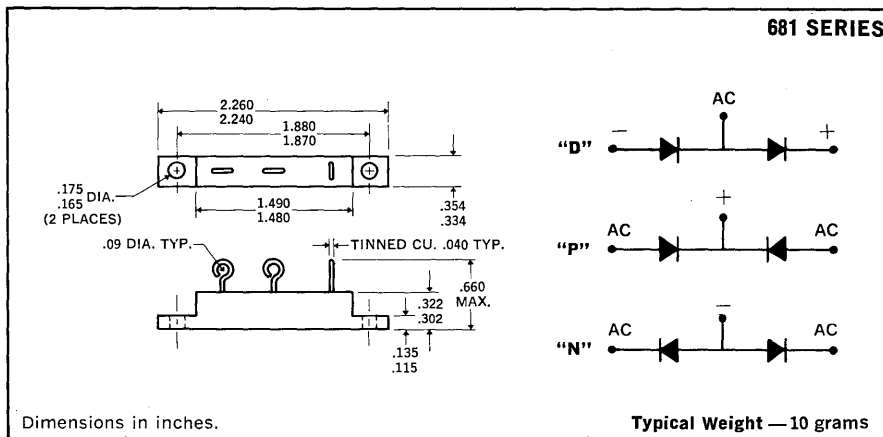 681 SERIES
2.260
2.240
1.880
1.870
.175 DIA.
.165
(2 PLACES)
1.490
1.480
.354
.334
.09 DIA. TYP.
TINNED CU. .040 TYP.
.660
MAX.
.322
.302
.135
.115
AC
"D" − +
+
AC AC
"P"
−
AC AC
"N"
Dimensions in inches.
Typical Weight — 10 grams